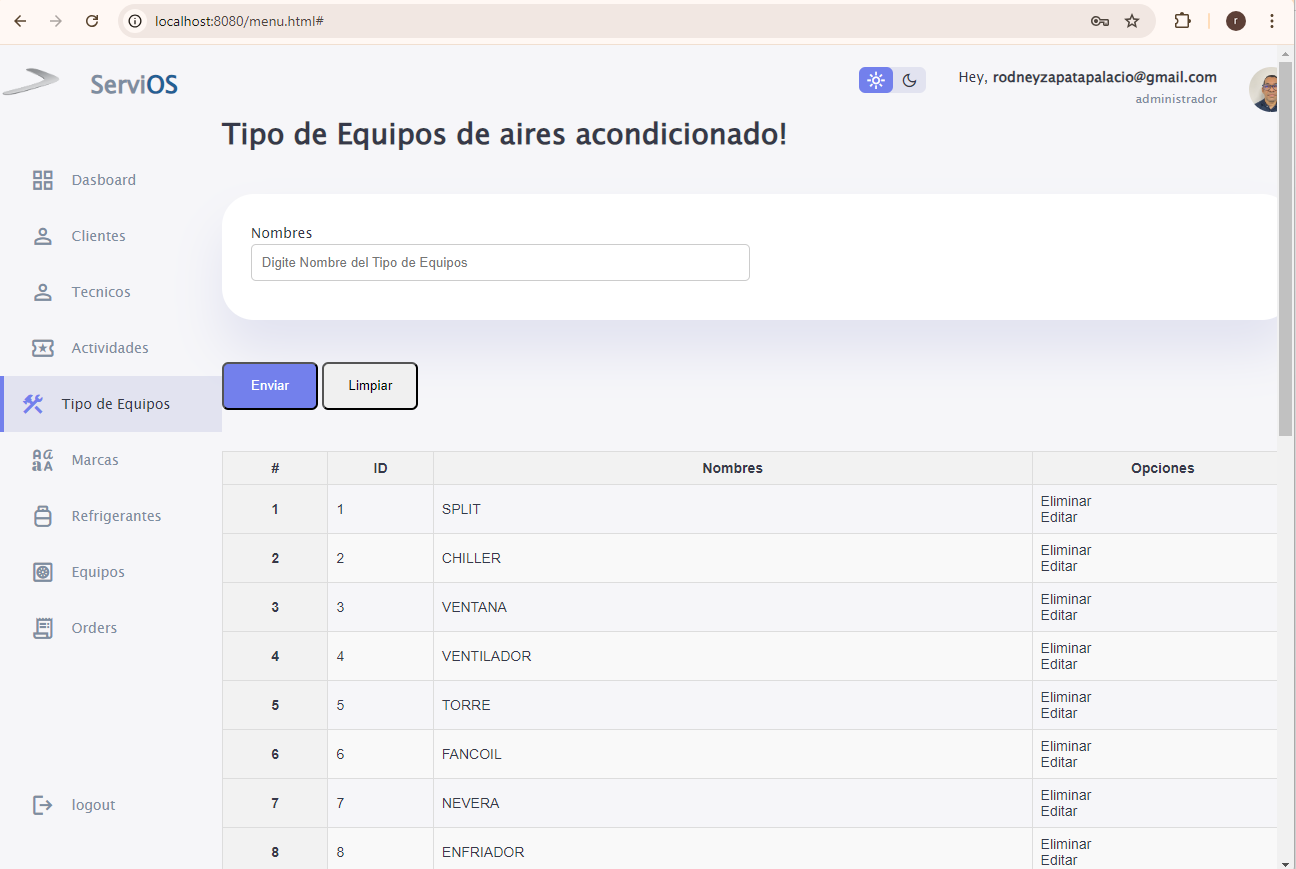 localhost:8080/menu.html#
r
ServiOS
Hey, rodneyzapatapalacio@gmail.com
administrador
Tipo de Equipos de aires acondicionado!
Dasboard
Clientes
Tecnicos
Actividades
Tipo de Equipos
Marcas
Refrigerantes
Equipos
Orders
logout
Nombres
Digite Nombre del Tipo de Equipos
Enviar Limpiar
# ID Nombres Opciones
1 1 SPLIT Eliminar
Editar
2 2 CHILLER Eliminar
Editar
3 3 VENTANA Eliminar
Editar
4 4 VENTILADOR Eliminar
Editar
5 5 TORRE Eliminar
Editar
6 6 FANCOIL Eliminar
Editar
7 7 NEVERA Eliminar
Editar
8 8 ENFRIADOR Eliminar
Editar